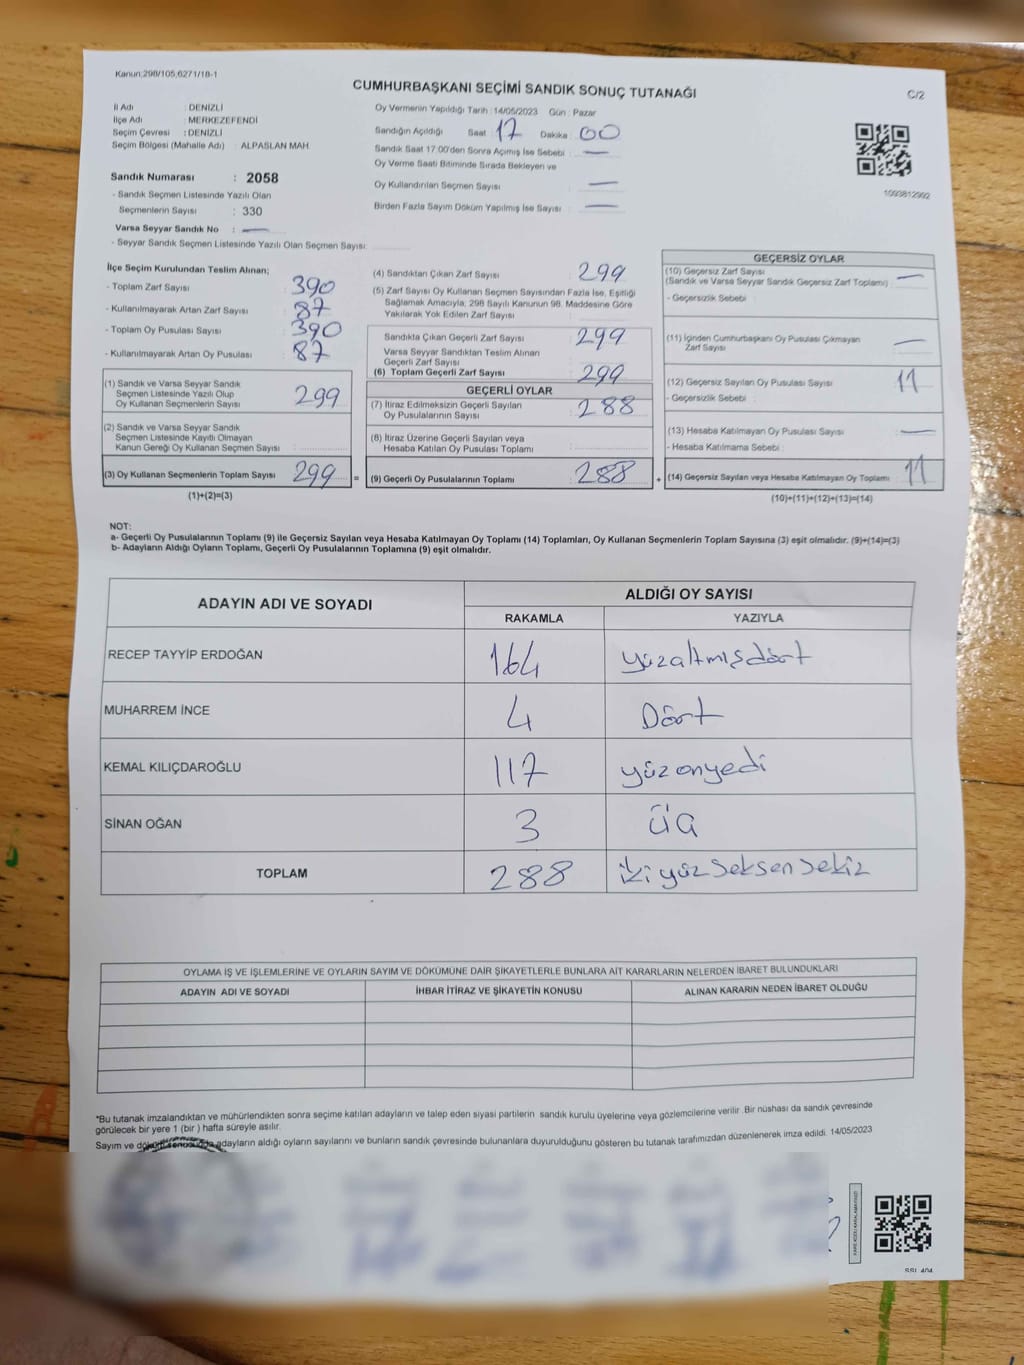 Kanun:298/105,6271/18-1
CUMHURBAŞKANI SEÇİMİ SANDIK SONUÇ TUTANAĞI
C/2
İl Adı : DENİZLİ
İlçe Adı : MERKEZEFENDİ
Seçim Çevresi : DENİZLİ
Seçim Bölgesi (Mahalle Adı) : ALPASLAN MAH
Sandık Numarası : 2058
- Sandık Seçmen Listesinde Yazılı Olan
Seçmenlerin Sayısı : 330
Varsa Seyyar Sandık No : —
- Seyyar Sandık Seçmen Listesinde Yazılı Olan Seçmen Sayısı:
Oy Vermenin Yapıldığı Tarih : 14/05/2023 Gün : Pazar
Sandığın Açıldığı Saat 17 Dakika : 00
Sandık Saat 17:00'den Sonra Açılmış İse Sebebi : —
Oy Verme Saati Bitiminde Sırada Bekleyen ve
Oy Kullandırılan Seçmen Sayısı : —
Birden Fazla Sayım Döküm Yapılmış İse Sayısı : —
1093812992
İlçe Seçim Kurulundan Teslim Alınan;
- Toplam Zarf Sayısı : 390
- Kullanılmayarak Artan Zarf Sayısı : 87
- Toplam Oy Pusulası Sayısı : 390
- Kullanılmayarak Artan Oy Pusulası : 87
(1) Sandık ve Varsa Seyyar Sandık
Seçmen Listesinde Yazılı Olup
Oy Kullanan Seçmenlerin Sayısı : 299
(2) Sandık ve Varsa Seyyar Sandık
Seçmen Listesinde Kayıtlı Olmayan
Kanun Gereği Oy Kullanan Seçmen Sayısı :
(3) Oy Kullanan Seçmenlerin Toplam Sayısı : 299 =
(1)+(2)=(3)
(4) Sandıktan Çıkan Zarf Sayısı : 299
(5) Zarf Sayısı Oy Kullanan Seçmen Sayısından Fazla İse, Eşitliği
Sağlamak Amacıyla, 298 Sayılı Kanunun 98. Maddesine Göre
Yakılarak Yok Edilen Zarf Sayısı :
Sandıkta Çıkan Geçerli Zarf Sayısı : 299
Varsa Seyyar Sandıktan Teslim Alınan
Geçerli Zarf Sayısı :
(6) Toplam Geçerli Zarf Sayısı : 299
GEÇERLİ OYLAR
(7) İtiraz Edilmeksizin Geçerli Sayılan
Oy Pusulalarının Sayısı : 288
(8) İtiraz Üzerine Geçerli Sayılan veya
Hesaba Katılan Oy Pusulası Toplamı :
(9) Geçerli Oy Pusulalarının Toplamı : 288 +
GEÇERSİZ OYLAR
(10) Geçersiz Zarf Sayısı : —
(Sandık ve Varsa Seyyar Sandık Geçersiz Zarf Toplamı)
- Geçersizlik Sebebi :
(11) İçinden Cumhurbaşkanı Oy Pusulası Çıkmayan
Zarf Sayısı : —
(12) Geçersiz Sayılan Oy Pusulası Sayısı : 11
- Geçersizlik Sebebi :
(13) Hesaba Katılmayan Oy Pusulası Sayısı : —
- Hesaba Katılmama Sebebi :
(14) Geçersiz Sayılan veya Hesaba Katılmayan Oy Toplamı : 11
(10)+(11)+(12)+(13)=(14)
NOT:
a- Geçerli Oy Pusulalarının Toplamı (9) ile Geçersiz Sayılan veya Hesaba Katılmayan Oy Toplamı (14) Toplamları, Oy Kullanan Seçmenlerin Toplam Sayısına (3) eşit olmalıdır. (9)+(14)=(3)
b- Adayların Aldığı Oyların Toplamı, Geçerli Oy Pusulalarının Toplamına (9) eşit olmalıdır.
ADAYIN ADI VE SOYADI
ALDIĞI OY SAYISI
RAKAMLA YAZIYLA
RECEP TAYYİP ERDOĞAN 164 yüzaltmışdört
MUHARREM İNCE 4 Dört
KEMAL KILIÇDAROĞLU 117 yüzonyedi
SİNAN OĞAN 3 üç
TOPLAM 288 ikiyüz seksen sekiz
OYLAMA İŞ VE İŞLEMLERİNE VE OYLARIN SAYIM VE DÖKÜMÜNE DAİR ŞİKAYETLERLE BUNLARA AİT KARARLARIN NELERDEN İBARET BULUNDUKLARI
ADAYIN ADI VE SOYADI İHBAR İTİRAZ VE ŞİKAYETİN KONUSU ALINAN KARARIN NEDEN İBARET OLDUĞU
*Bu tutanak imzalandıktan ve mühürlendikten sonra seçime katılan adayların ve talep eden siyasi partilerin sandık kurulu üyelerine veya gözlemcilerine verilir. Bir nüshası da sandık çevresinde
görülecek bir yere 1 (bir) hafta süreyle asılır.
Sayım ve döküm sonucunda adayların aldığı oyların sayılarını ve bunların sandık çevresinde bulunanlara duyurulduğunu gösteren bu tutanak tarafımızdan düzenlenerek imza edildi. 14/05/2023